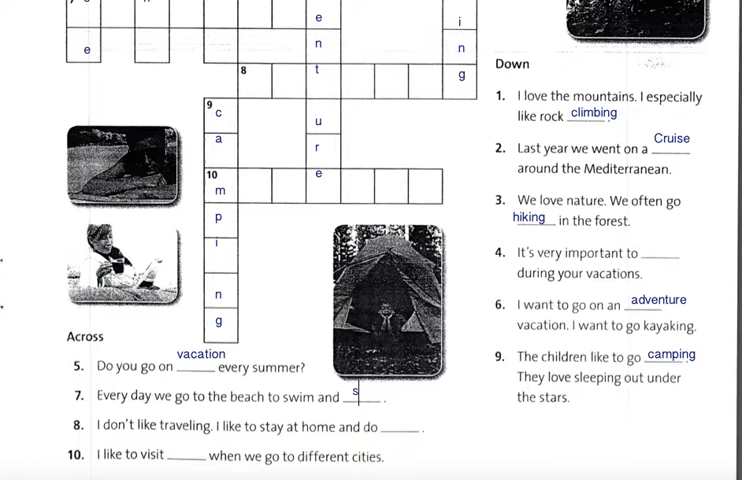 e i
e n n
8 t g
9 c
a u
r
10 m e
p
i
n
g
Down
1. I love the mountains. I especially
like rock climbing.
2. Last year we went on a Cruise
around the Mediterranean.
3. We love nature. We often go
hiking in the forest.
4. It's very important to ______
during your vacations.
6. I want to go on an adventure
vacation. I want to go kayaking.
9. The children like to go camping
They love sleeping out under
the stars.
Across
5. Do you go on vacation every summer?
7. Every day we go to the beach to swim and s______.
8. I don't like traveling. I like to stay at home and do ______.
10. I like to visit ______ when we go to different cities.